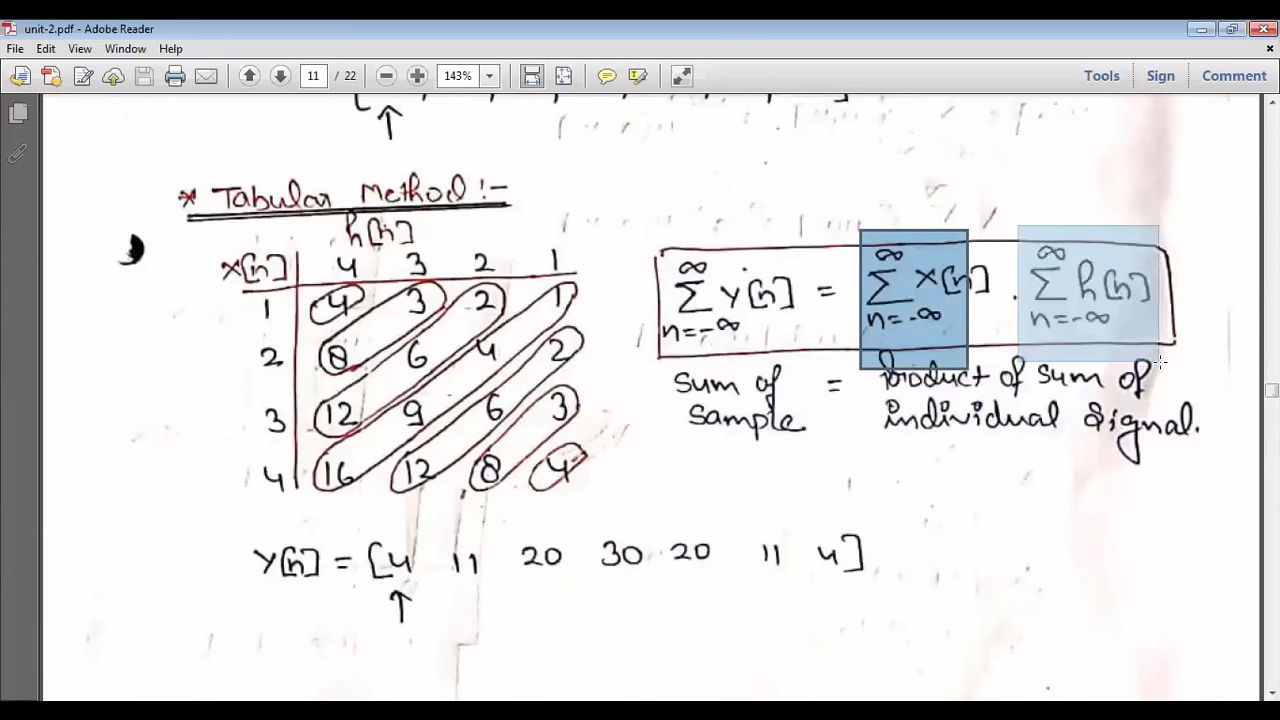 unit-2.pdf - Adobe Reader
File Edit View Window Help
11 / 22 143% Tools Sign Comment
* Tabular Method :-
h[n]
x[n] 4 3 2 1
1 4 3 2 1
2 8 6 4 2
3 12 9 6 3
4 16 12 8 4
∞ ∑ n=-∞ y[n] = ∞ ∑ n=-∞ x[n] . ∞ ∑ n=-∞ h[n]
Sum of = product of sum of
sample individual signal.
y[n] = [4 11 20 30 20 11 4]
↑